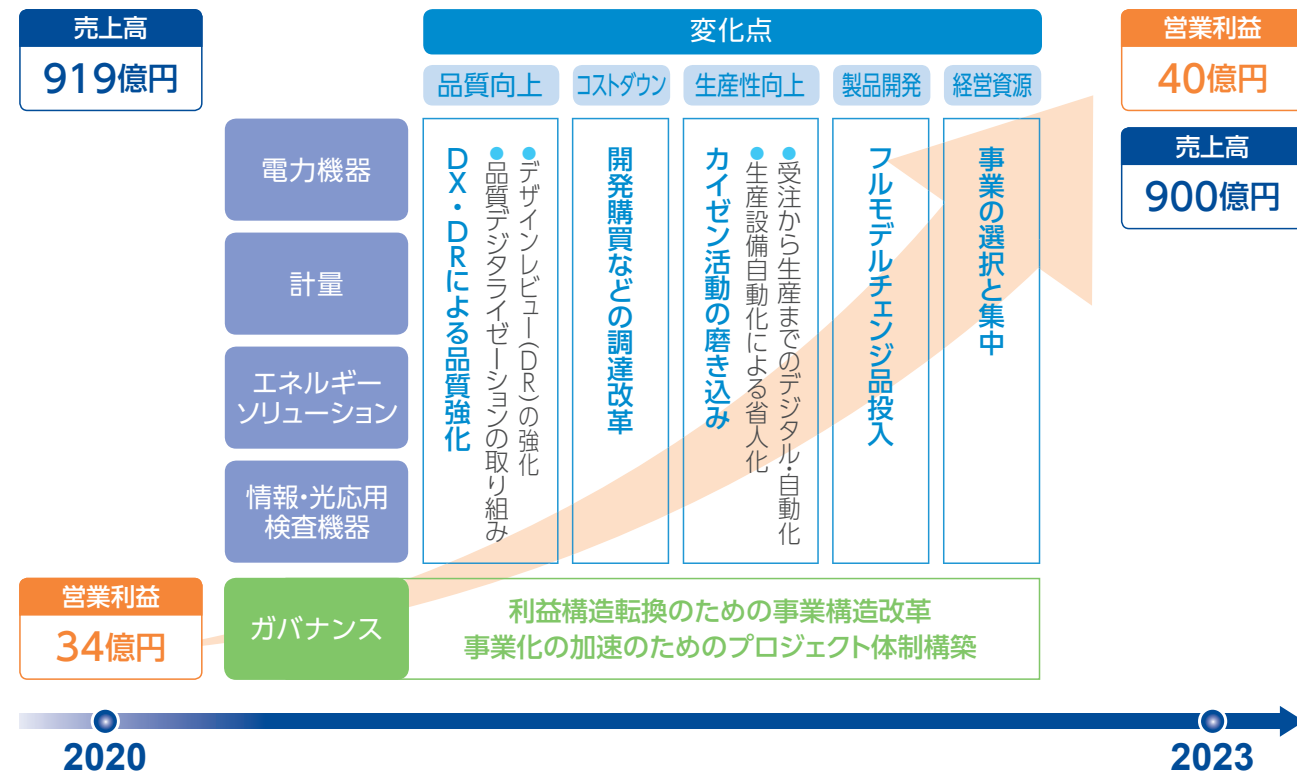 売上高
919億円
変化点
営業利益
40億円
売上高
900億円
品質向上
コストダウン
生産性向上
製品開発
経営資源
電力機器
計量
エネルギー
ソリューション
情報・光応用
検査機器
DX・DRによる品質強化
●デザインレビュー(DR)の強化
●品質デジタライゼーションの取り組み
開発購買などの調達改革
カイゼン活動の磨き込み
●受注から生産までのデジタル・自動化
●生産設備自動化による省人化
フルモデルチェンジ品投入
事業の選択と集中
営業利益
34億円
ガバナンス
利益構造転換のための事業構造改革
事業化の加速のためのプロジェクト体制構築
2020
2023